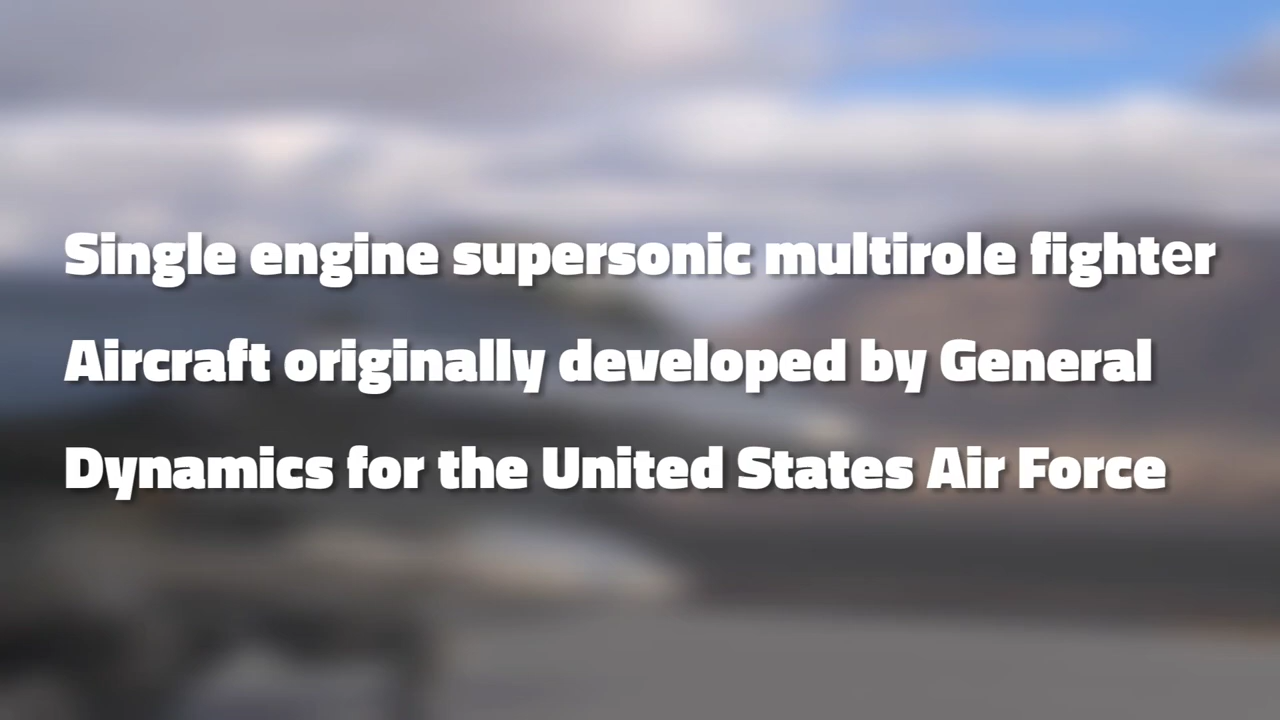 Single engine supersonic multirole fighter
Aircraft originally developed by General
Dynamics for the United States Air Force